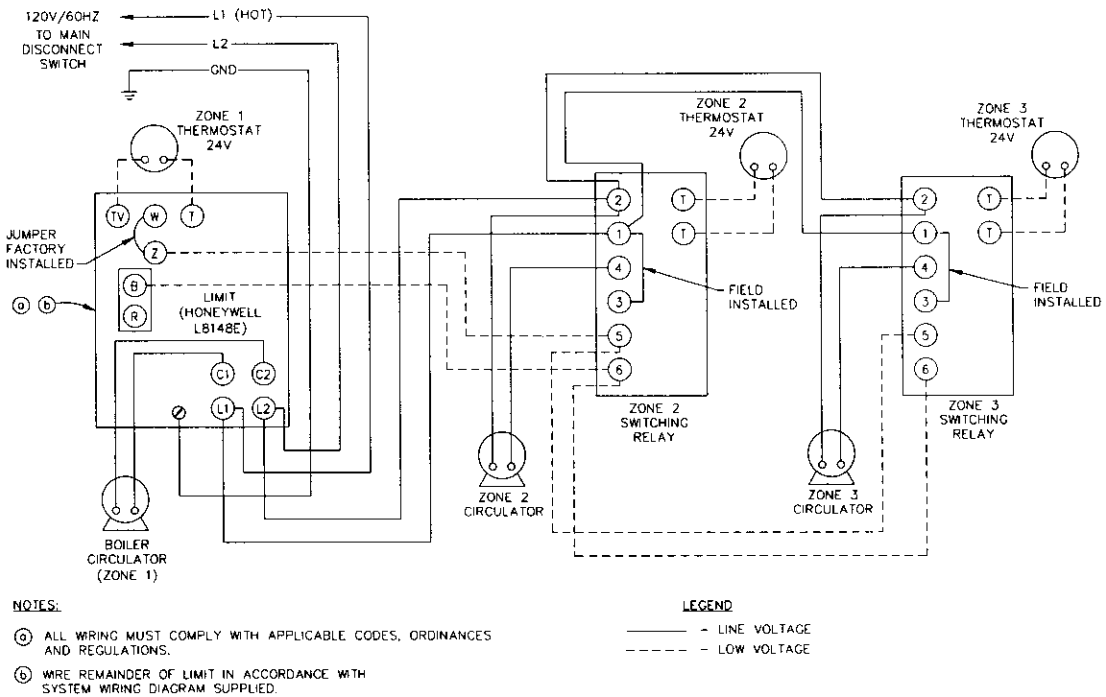 120V/60HZ
TO MAIN
DISCONNECT
SWITCH
L1 (HOT)
L2
GND
ZONE 1
THERMOSTAT
24V
TV
W
T
Z
JUMPER
FACTORY
INSTALLED
a b
B
R
LIMIT
(HONEYWELL
L8148E)
C1
C2
L1
L2
BOILER
CIRCULATOR
(ZONE 1)
ZONE 2
THERMOSTAT
24V
2
1
4
3
5
6
T
T
FIELD
INSTALLED
ZONE 2
SWITCHING
RELAY
ZONE 2
CIRCULATOR
ZONE 3
THERMOSTAT
24V
2
1
4
3
5
6
T
T
FIELD
INSTALLED
ZONE 3
SWITCHING
RELAY
ZONE 3
CIRCULATOR
NOTES:
a ALL WIRING MUST COMPLY WITH APPLICABLE CODES, ORDINANCES
AND REGULATIONS.
b WIRE REMAINDER OF LIMIT IN ACCORDANCE WITH
SYSTEM WIRING DIAGRAM SUPPLIED.
LEGEND
- LINE VOLTAGE
- LOW VOLTAGE